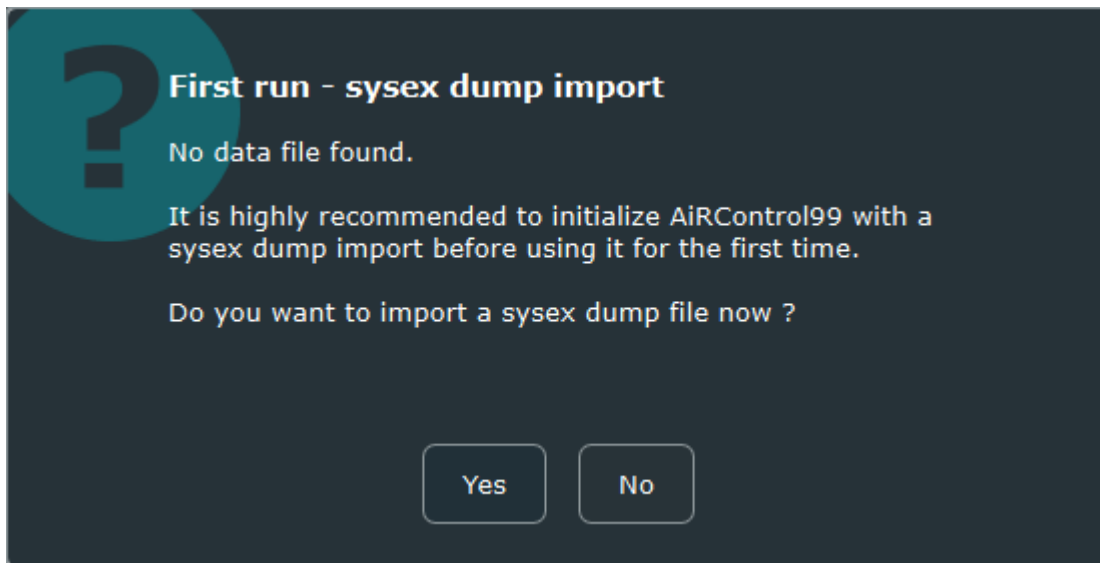 ?
First run - sysex dump import
No data file found.
It is highly recommended to initialize AiRControl99 with a
sysex dump import before using it for the first time.
Do you want to import a sysex dump file now ?
Yes
No